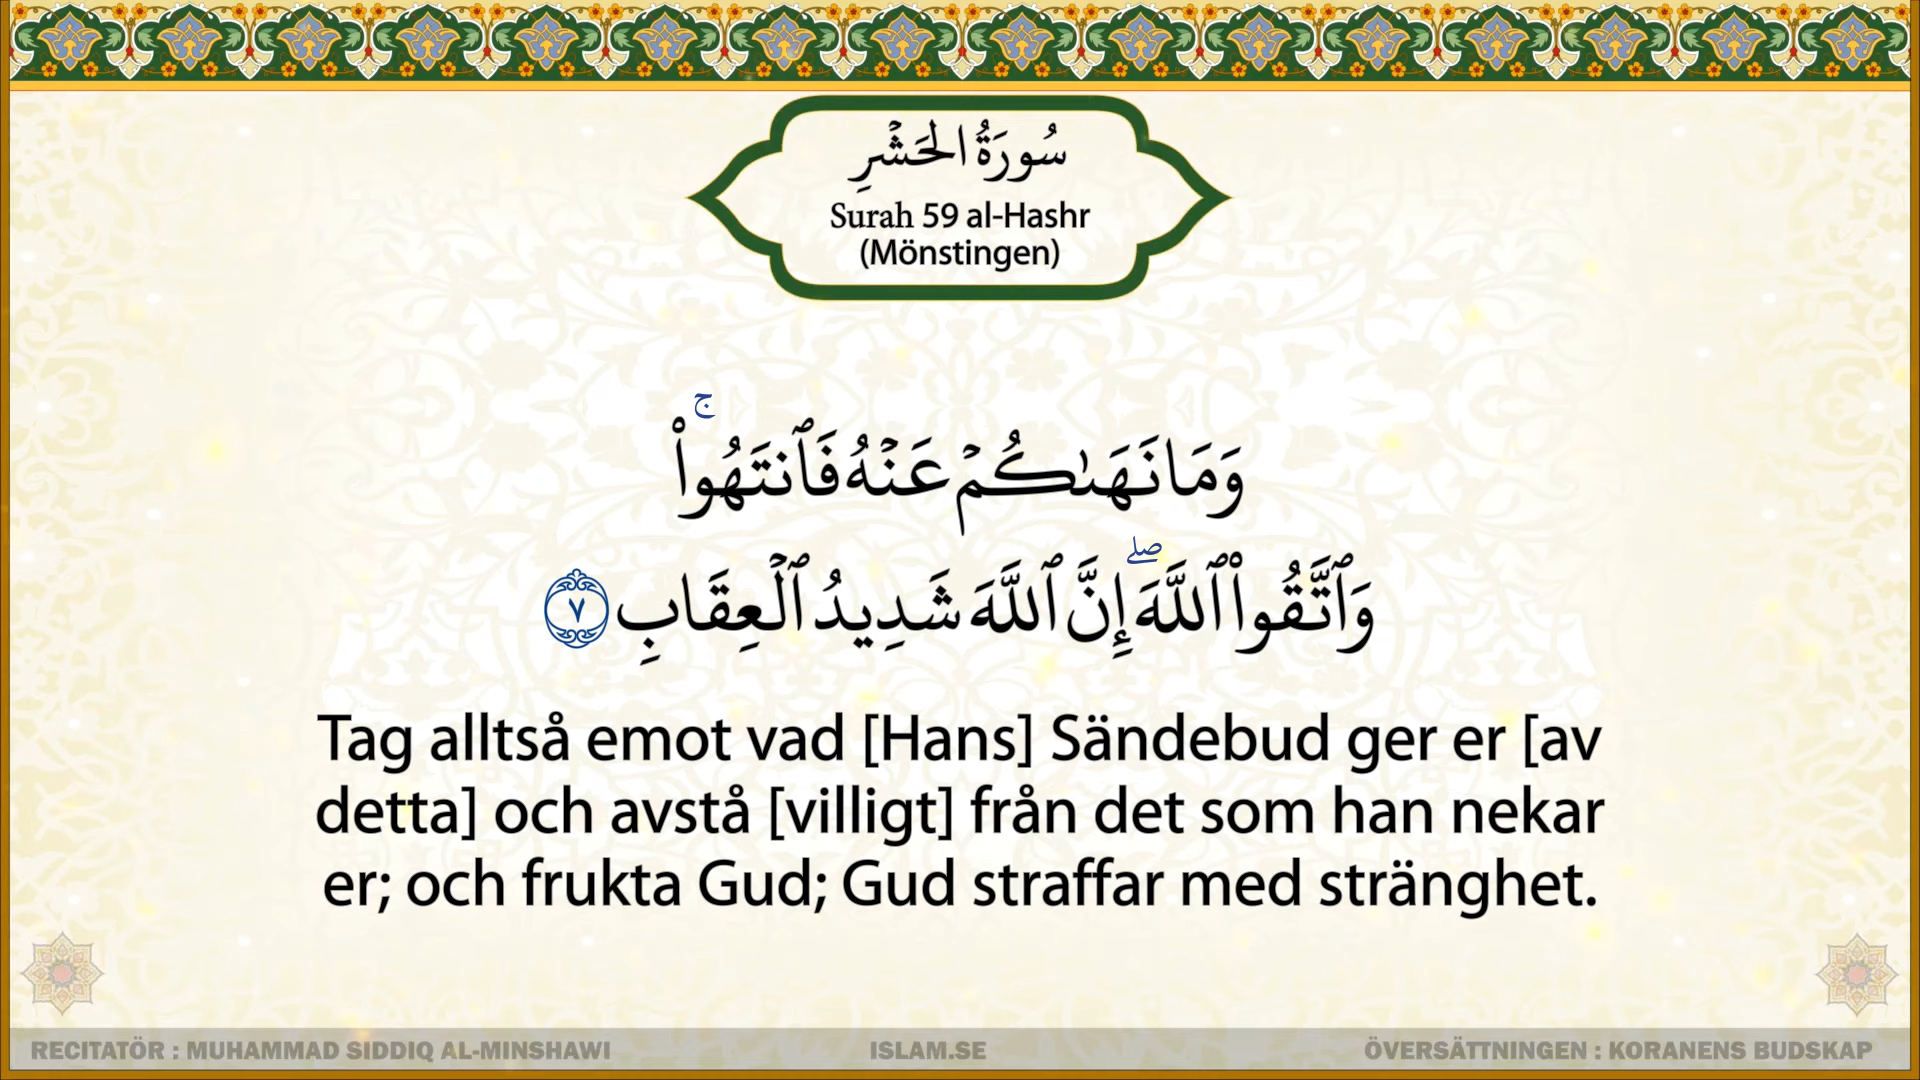 سُورَةُ الْحَشْرِ
Surah 59 al-Hashr
(Mönstingen)
وَمَا نَهَىٰكُمْ عَنْهُ فَٱنتَهُوا۟ ۚ
وَٱتَّقُوا۟ ٱللَّهَ ۖ إِنَّ ٱللَّهَ شَدِيدُ ٱلْعِقَابِ ٧
Tag alltså emot vad [Hans] Sändebud ger er [av
detta] och avstå [villigt] från det som han nekar
er; och frukta Gud; Gud straffar med stränghet.
RECITATÖR : MUHAMMAD SIDDIQ AL-MINSHAWI
ISLAM.SE
ÖVERSÄTTNINGEN : KORANENS BUDSKAP